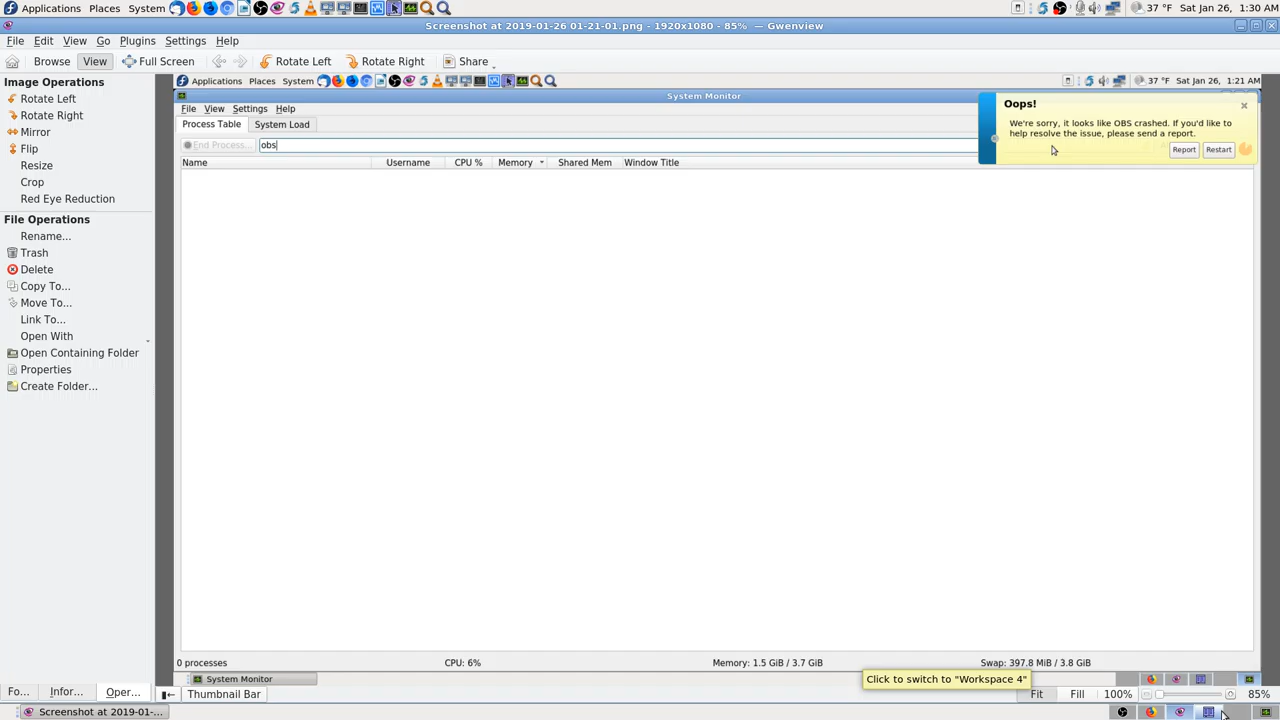 Applications Places System 37 °F Sat Jan 26, 1:30 AM
Screenshot at 2019-01-26 01-21-01.png - 1920x1080 - 85% — Gwenview
File Edit View Go Plugins Settings Help
Browse View Full Screen Rotate Left Rotate Right Share
Image Operations
Rotate Left
Rotate Right
Mirror
Flip
Resize
Crop
Red Eye Reduction
File Operations
Rename...
Trash
Delete
Copy To...
Move To...
Link To...
Open With
Open Containing Folder
Properties
Create Folder...
Fo... Infor... Oper...
Applications Places System 37 °F Sat Jan 26, 1:21 AM
System Monitor
File View Settings Help
Process Table System Load
End Process... obs
Name Username CPU % Memory Shared Mem Window Title
Oops!
We're sorry, it looks like OBS crashed. If you'd like to
help resolve the issue, please send a report.
Report Restart
0 processes CPU: 6% Memory: 1.5 GiB / 3.7 GiB Swap: 397.8 MiB / 3.8 GiB
System Monitor
Click to switch to "Workspace 4"
Thumbnail Bar Fit Fill 100% 85%
Screenshot at 2019-01-...